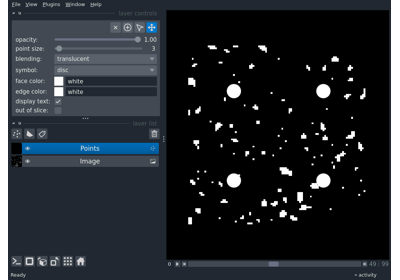 File View Plugins Window Help
layer controls
opacity: 1.00
point size: 3
blending: translucent
symbol: disc
face color: white
edge color: white
display text:
out of slice:
layer list
Points
Image
Ready
49 99
activity